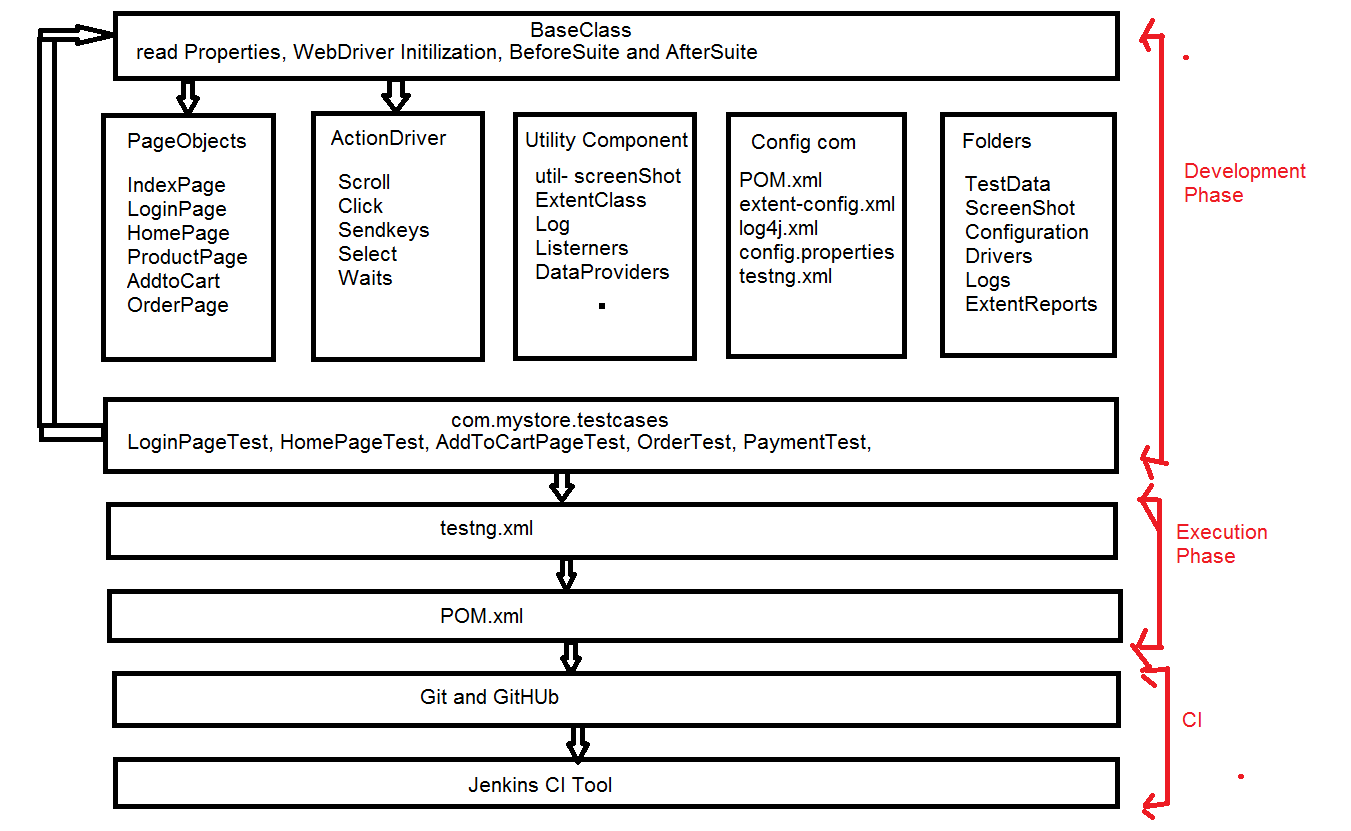 BaseClass
read Properties, WebDriver Initilization, BeforeSuite and AfterSuite
PageObjects
IndexPage
LoginPage
HomePage
ProductPage
AddtoCart
OrderPage
ActionDriver
Scroll
Click
Sendkeys
Select
Waits
Utility Component
util- screenShot
ExtentClass
Log
Listerners
DataProviders
Config com
POM.xml
extent-config.xml
log4j.xml
config.properties
testng.xml
Folders
TestData
ScreenShot
Configuration
Drivers
Logs
ExtentReports
Development
Phase
com.mystore.testcases
LoginPageTest, HomePageTest, AddToCartPageTest, OrderTest, PaymentTest,
testng.xml
Execution
Phase
POM.xml
Git and GitHUb
CI
Jenkins CI Tool